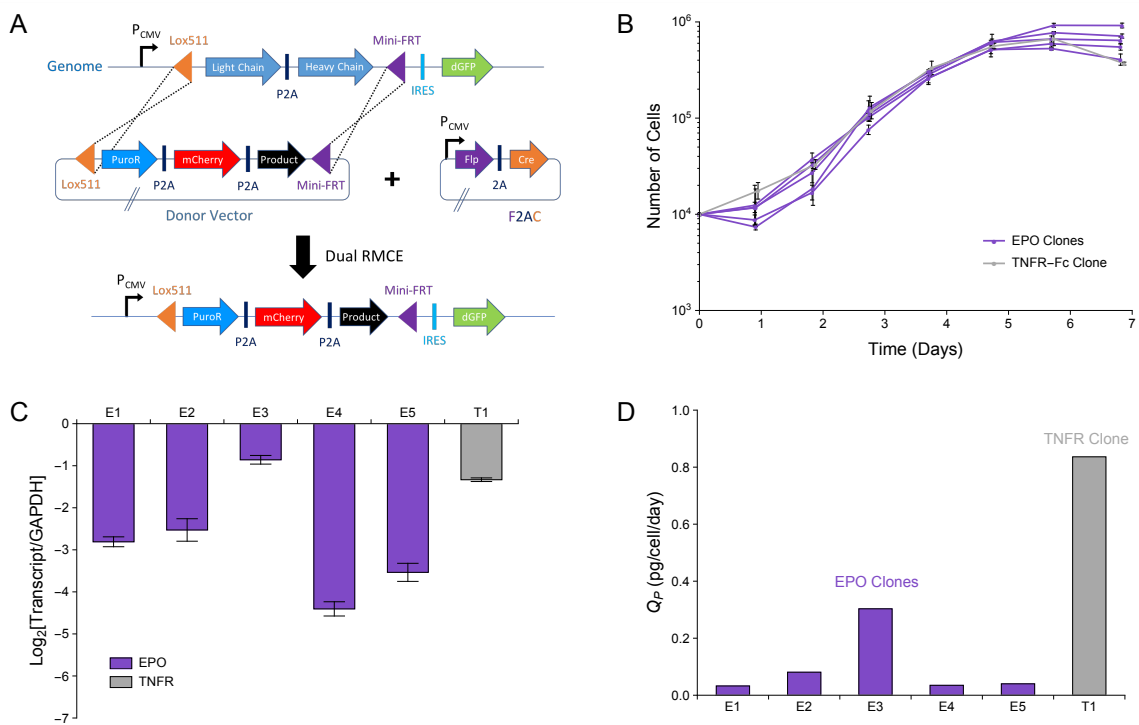 A
P_CMV
Lox511
Mini-FRT
Genome
Light Chain
Heavy Chain
dGFP
P2A
IRES
P_CMV
PuroR
mCherry
Product
Flp
Cre
Lox511
P2A
P2A
Mini-FRT
+
2A
Donor Vector
F2AC
Dual RMCE
P_CMV
Lox511
Mini-FRT
PuroR
mCherry
Product
dGFP
P2A
P2A
IRES
B
10^6
10^5
10^4
10^3
Number of Cells
EPO Clones
TNFR–Fc Clone
0 1 2 3 4 5 6 7
Time (Days)
C
E1 E2 E3 E4 E5 T1
0
−1
−2
−3
−4
−5
−6
−7
Log2[Transcript/GAPDH]
EPO
TNFR
D
1.0
0.8
0.6
0.4
0.2
0.0
Q_P (pg/cell/day)
TNFR Clone
EPO Clones
E1 E2 E3 E4 E5 T1